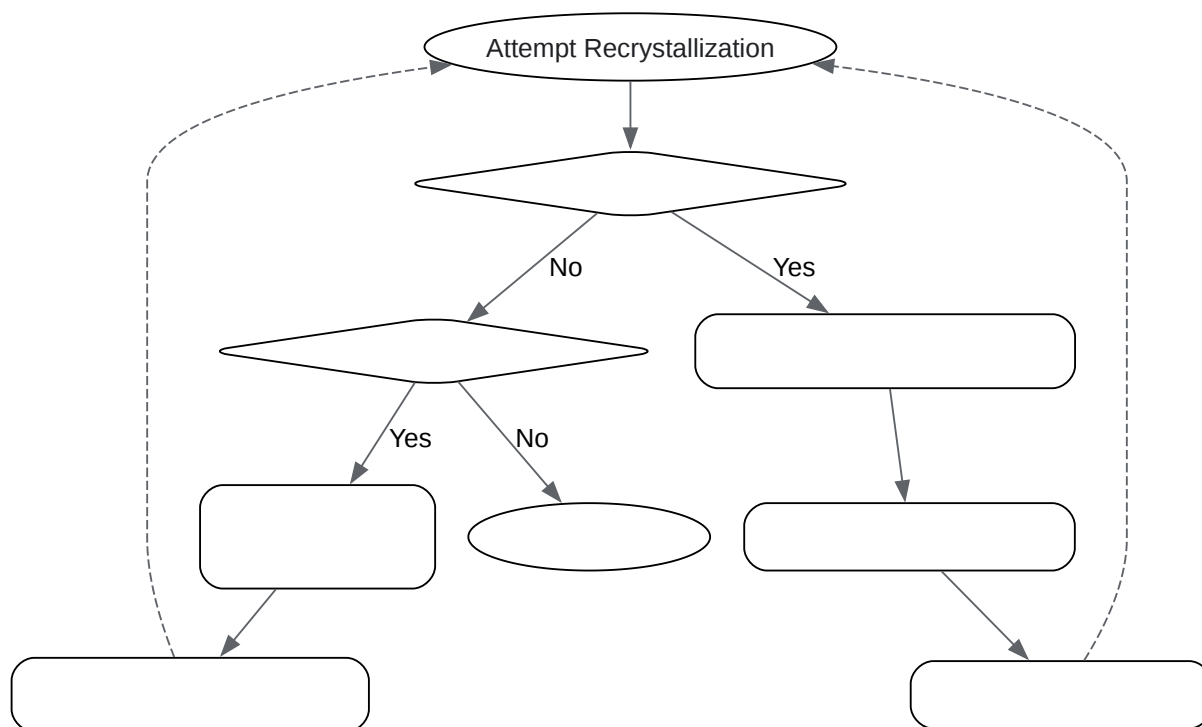 Attempt Recrystallization
No
Yes
Yes
No